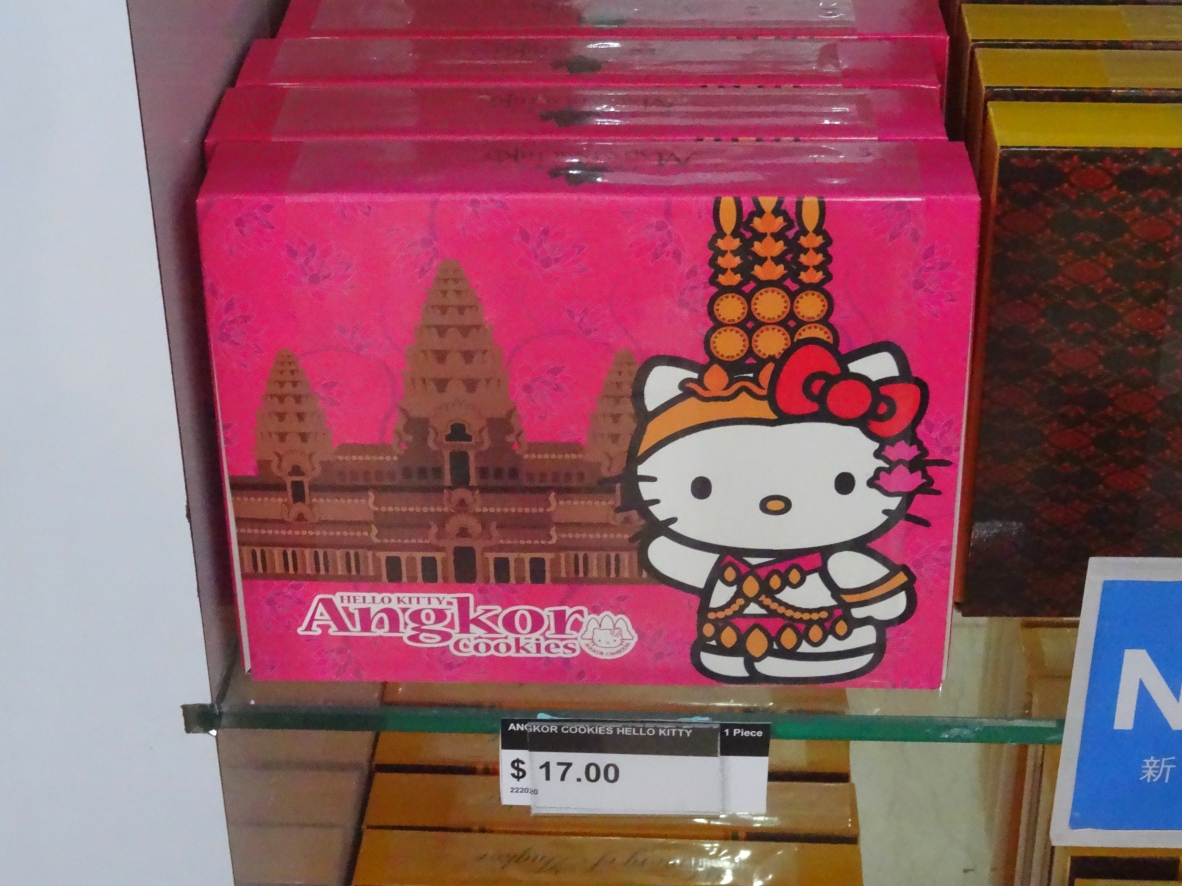 HELLO KITTY
Angkor
cookies
ANGKOR COOKIES HELLO KITTY 1 Piece
$ 17.00
N
新